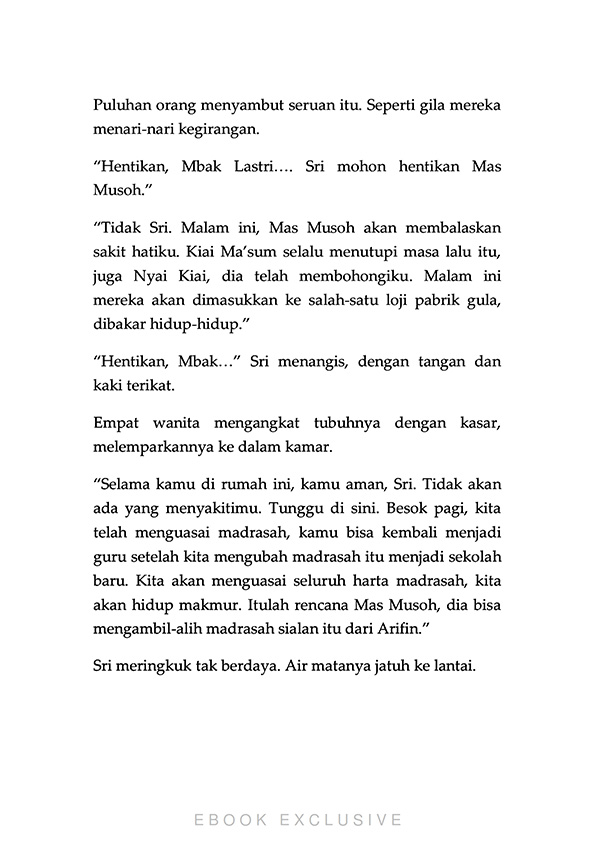 Puluhan orang menyambut seruan itu. Seperti gila mereka
menari-nari kegirangan.
“Hentikan, Mbak Lastri…. Sri mohon hentikan Mas
Musoh.”
“Tidak Sri. Malam ini, Mas Musoh akan membalaskan
sakit hatiku. Kiai Ma’sum selalu menutupi masa lalu itu,
juga Nyai Kiai, dia telah membohongiku. Malam ini
mereka akan dimasukkan ke salah-satu loji pabrik gula,
dibakar hidup-hidup.”
“Hentikan, Mbak…” Sri menangis, dengan tangan dan
kaki terikat.
Empat wanita mengangkat tubuhnya dengan kasar,
melemparkannya ke dalam kamar.
“Selama kamu di rumah ini, kamu aman, Sri. Tidak akan
ada yang menyakitimu. Tunggu di sini. Besok pagi, kita
telah menguasai madrasah, kamu bisa kembali menjadi
guru setelah kita mengubah madrasah itu menjadi sekolah
baru. Kita akan menguasai seluruh harta madrasah, kita
akan hidup makmur. Itulah rencana Mas Musoh, dia bisa
mengambil-alih madrasah sialan itu dari Arifin.”
Sri meringkuk tak berdaya. Air matanya jatuh ke lantai.
EBOOK EXCLUSIVE